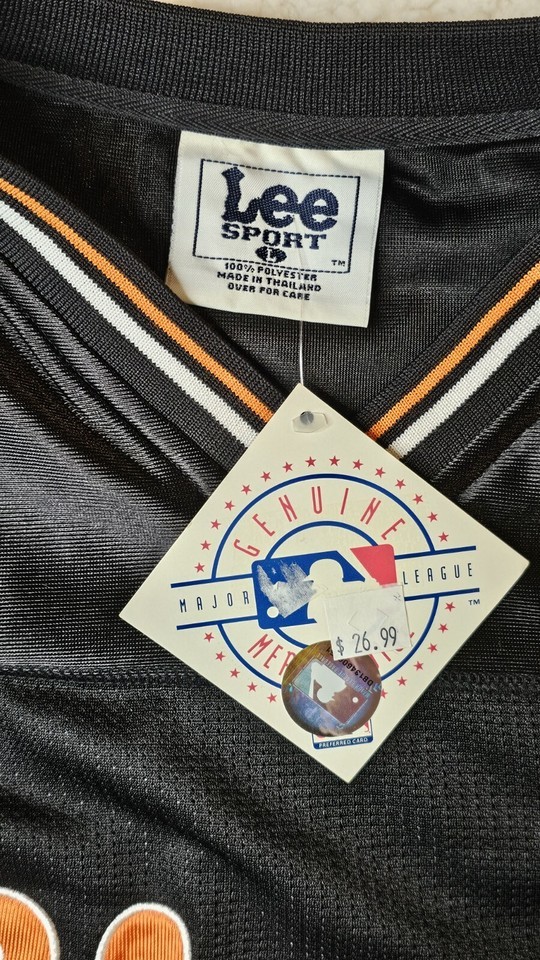 Lee
SPORT
L
TM
100% POLYESTER
MADE IN THAILAND
OVER FOR CARE
GENUINE
MAJOR LEAGUE
TM
$ 26.99
PREFERRED CARD